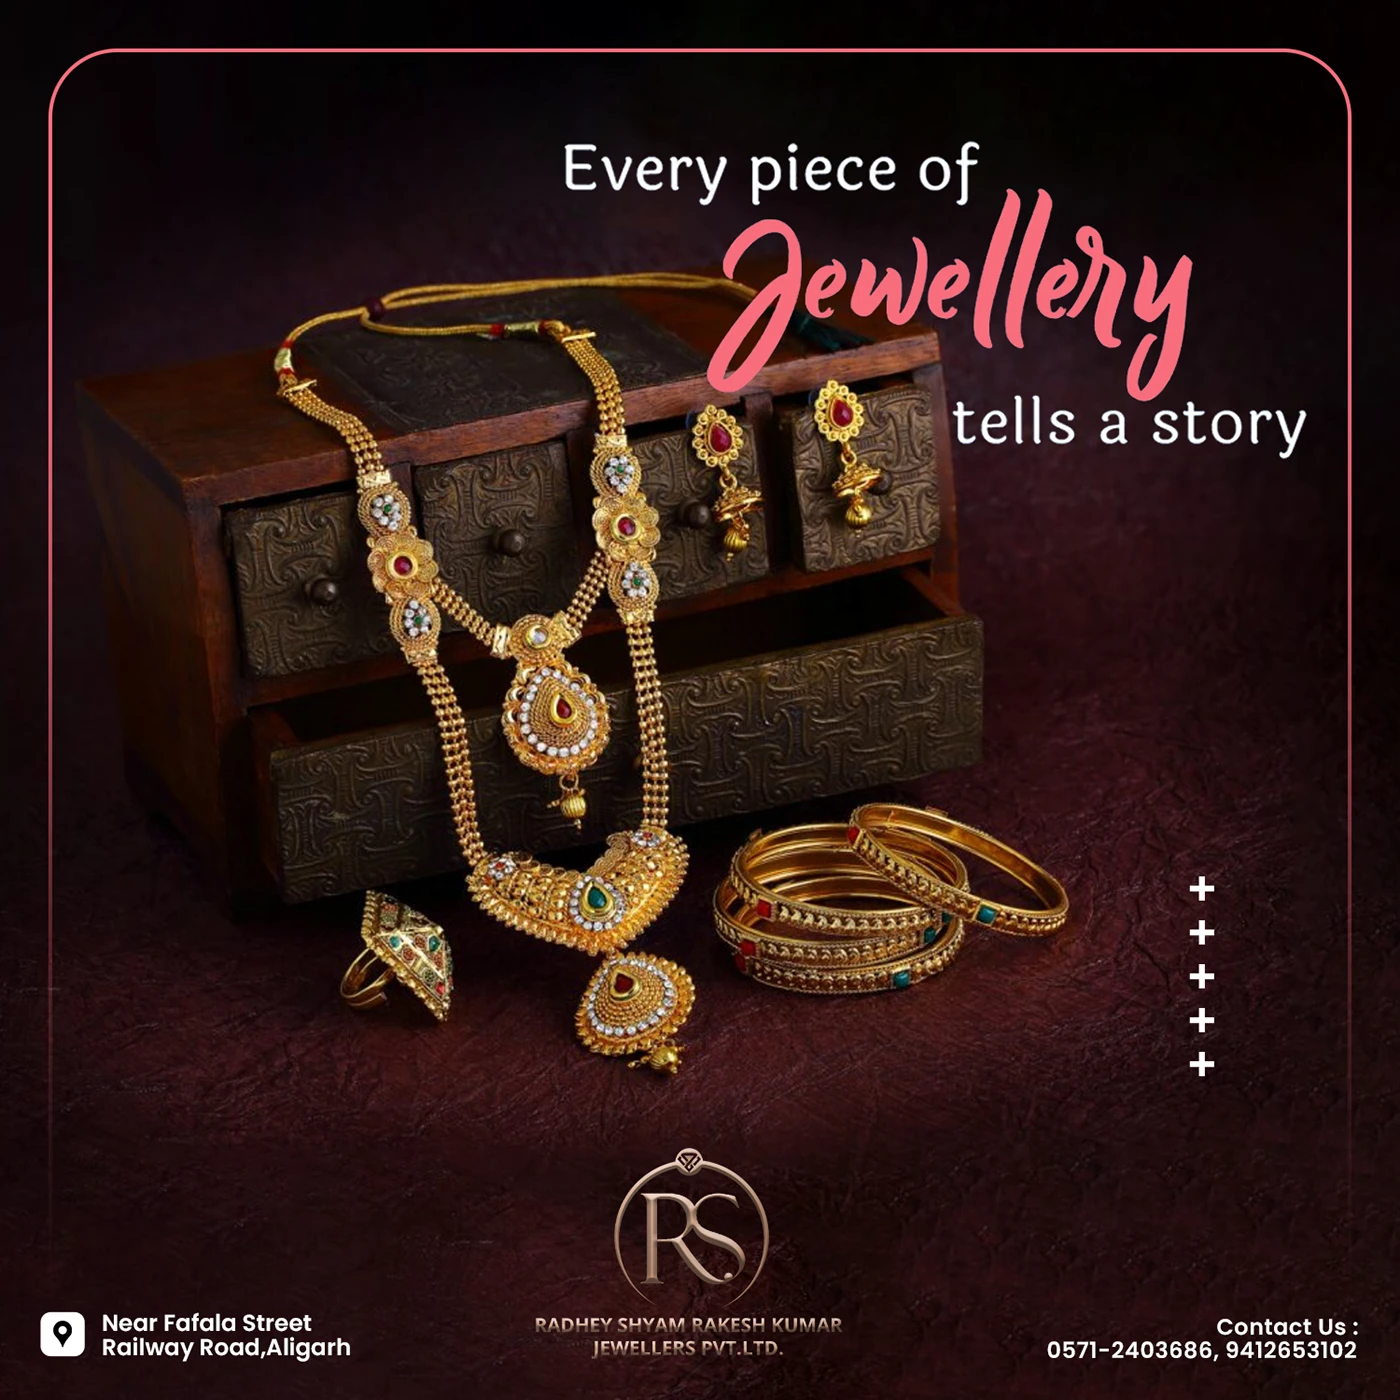 Every piece of
Jewellery
tells a story
RS
RADHEY SHYAM RAKESH KUMAR
JEWELLERS PVT.LTD.
Near Fafala Street
Railway Road,Aligarh
Contact Us :
0571-2403686, 9412653102